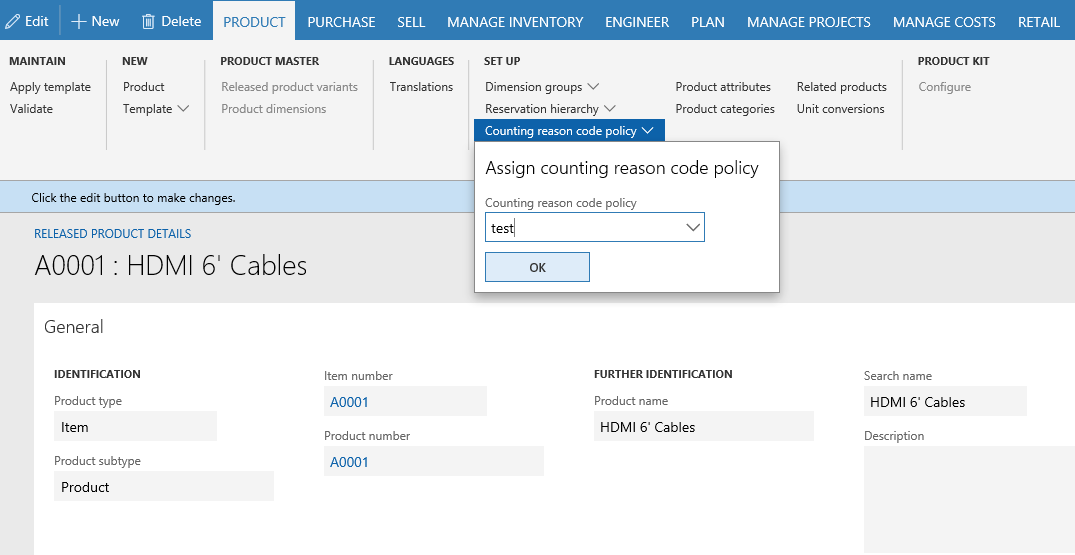 Edit New Delete PRODUCT PURCHASE SELL MANAGE INVENTORY ENGINEER PLAN MANAGE PROJECTS MANAGE COSTS RETAIL
MAINTAIN
Apply template
Validate
NEW
Product
Template
PRODUCT MASTER
Released product variants
Product dimensions
LANGUAGES
Translations
SET UP
Dimension groups
Reservation hierarchy
Counting reason code policy
Product attributes
Product categories
Related products
Unit conversions
PRODUCT KIT
Configure
Assign counting reason code policy
Counting reason code policy
test
OK
Click the edit button to make changes.
RELEASED PRODUCT DETAILS
A0001 : HDMI 6' Cables
General
IDENTIFICATION
Product type
Item
Product subtype
Product
Item number
A0001
Product number
A0001
FURTHER IDENTIFICATION
Product name
HDMI 6' Cables
Search name
HDMI 6' Cables
Description